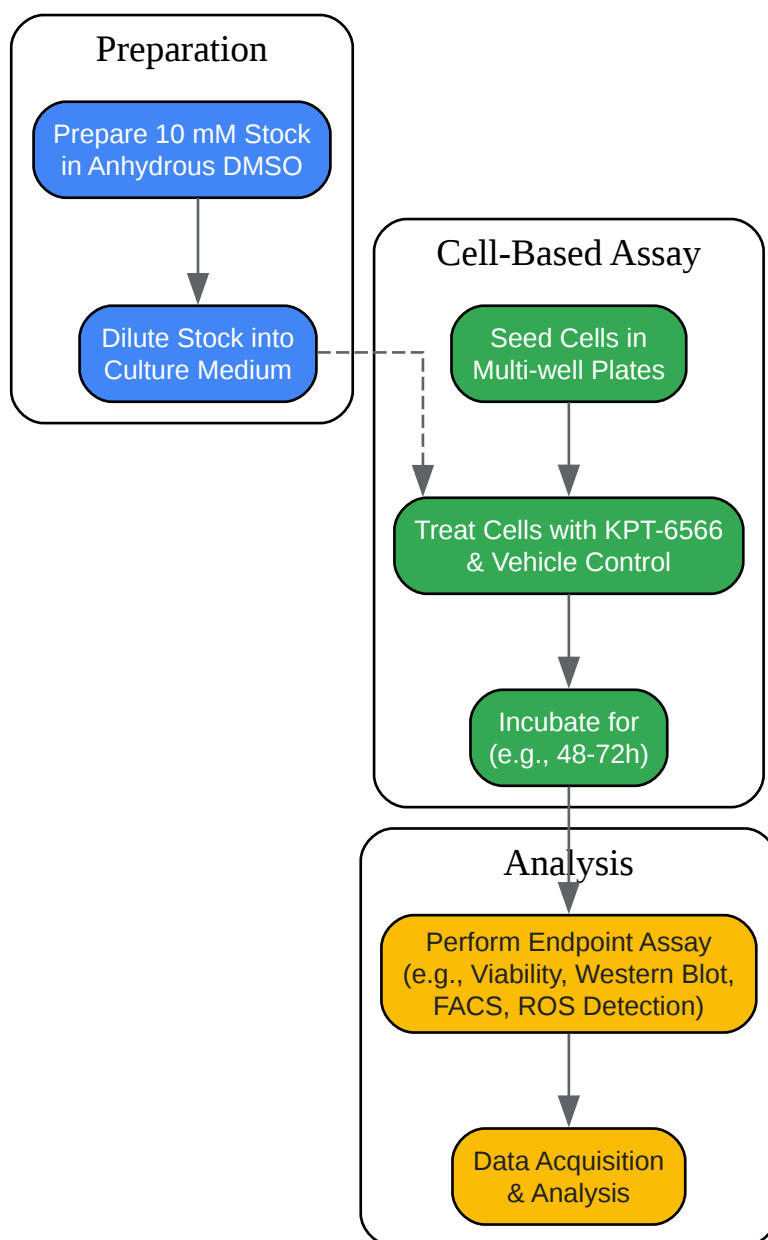 Preparation
Prepare 10 mM Stock
in Anhydrous DMSO
Dilute Stock into
Culture Medium
Cell-Based Assay
Seed Cells in
Multi-well Plates
Treat Cells with KPT-6566
& Vehicle Control
Incubate for
(e.g., 48-72h)
Analysis
Perform Endpoint Assay
(e.g., Viability, Western Blot,
FACS, ROS Detection)
Data Acquisition
& Analysis